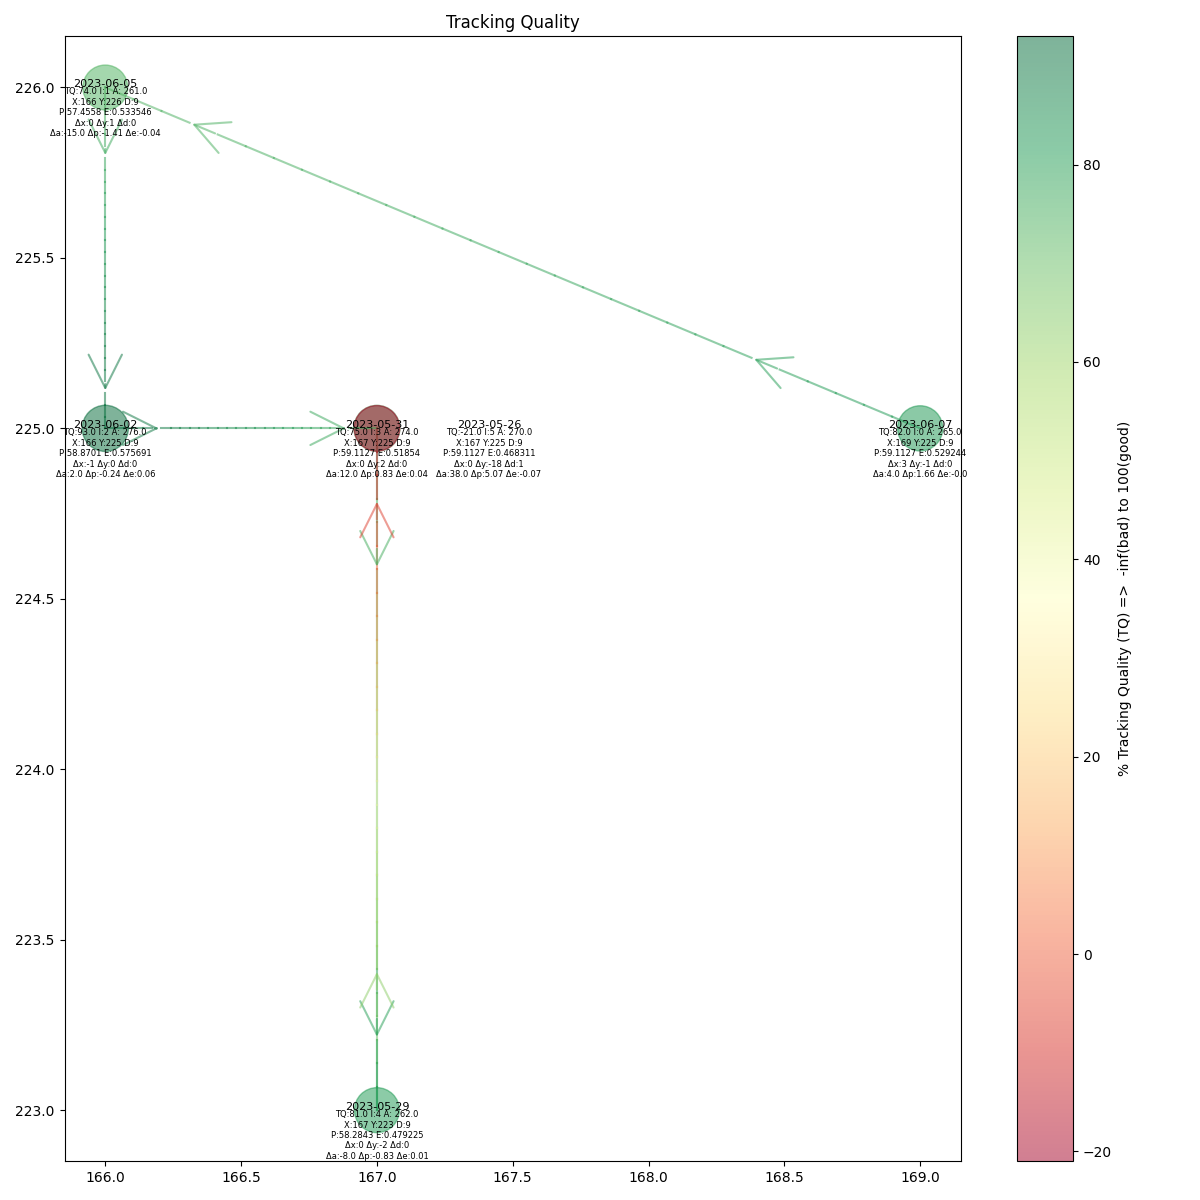 Tracking Quality
226.0
225.5
225.0
224.5
224.0
223.5
223.0
166.0 166.5 167.0 167.5 168.0 168.5 169.0
2023-06-05
TQ:74.0 I:1 A: 261.0
X:166 Y:226 D:9
P:57.4558 E:0.533546
Δx:0 Δy:1 Δd:0
Δa:-15.0 Δp:-1.41 Δe:-0.04
2023-06-02
TQ:93.0 I:2 A: 276.0
X:166 Y:225 D:9
P:58.8701 E:0.575691
Δx:-1 Δy:0 Δd:0
Δa:2.0 Δp:-0.24 Δe:0.06
2023-05-31
TQ:75.0 I:3 A: 274.0
X:167 Y:225 D:9
P:59.1127 E:0.51854
Δx:0 Δy:2 Δd:0
Δa:12.0 Δp:0.83 Δe:0.04
2023-05-26
TQ:-21.0 I:5 A: 270.0
X:167 Y:225 D:9
P:59.1127 E:0.468311
Δx:0 Δy:-18 Δd:1
Δa:38.0 Δp:5.07 Δe:-0.07
2023-06-07
TQ:82.0 I:0 A: 265.0
X:169 Y:225 D:9
P:59.1127 E:0.529244
Δx:3 Δy:-1 Δd:0
Δa:4.0 Δp:1.66 Δe:-0.0
2023-05-29
TQ:81.0 I:4 A: 262.0
X:167 Y:223 D:9
P:58.2843 E:0.479225
Δx:0 Δy:-2 Δd:0
Δa:-8.0 Δp:-0.83 Δe:0.01
80
60
40
20
0
−20
% Tracking Quality (TQ) =>  -inf(bad) to 100(good)